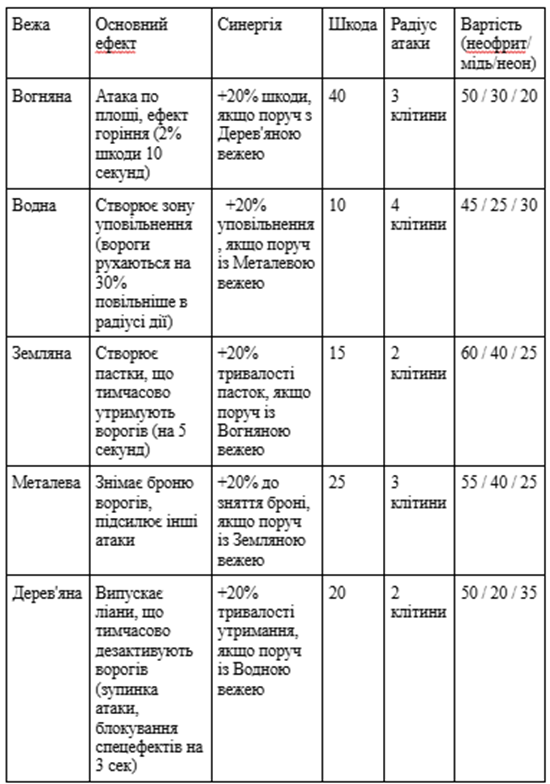 Вежа
Основний
ефект
Синергія
Шкода
Радіус
атаки
Вартість
(неофрит/
мідь/неон)
Вогняна
Атака по
площі, ефект
горіння (2%
шкоди 10
секунд)
+20% шкоди,
якщо поруч з
Дерев'яною
вежею
40
3
клітини
50 / 30 / 20
Водна
Створює зону
уповільнення
(вороги
рухаються на
30%
повільніше в
радіусі дії)
+20%
уповільнення
, якщо поруч
із Металевою
вежею
10
4
клітини
45 / 25 / 30
Земляна
Створює
пастки, що
тимчасово
утримують
ворогів (на 5
секунд)
+20%
тривалості
пасток, якщо
поруч із
Вогняною
вежею
15
2
клітини
60 / 40 / 25
Металева
Знімає броню
ворогів,
підсилює інші
атаки
+20% до
зняття броні,
якщо поруч
із Земляною
вежею
25
3
клітини
55 / 40 / 25
Дерев'яна
Випускає
ліани, що
тимчасово
дезактивують
ворогів
(зупинка
атаки,
блокування
спецефектів на
3 сек)
+20%
тривалості
утримання,
якщо поруч
із Водною
вежею
20
2
клітини
50 / 20 / 35